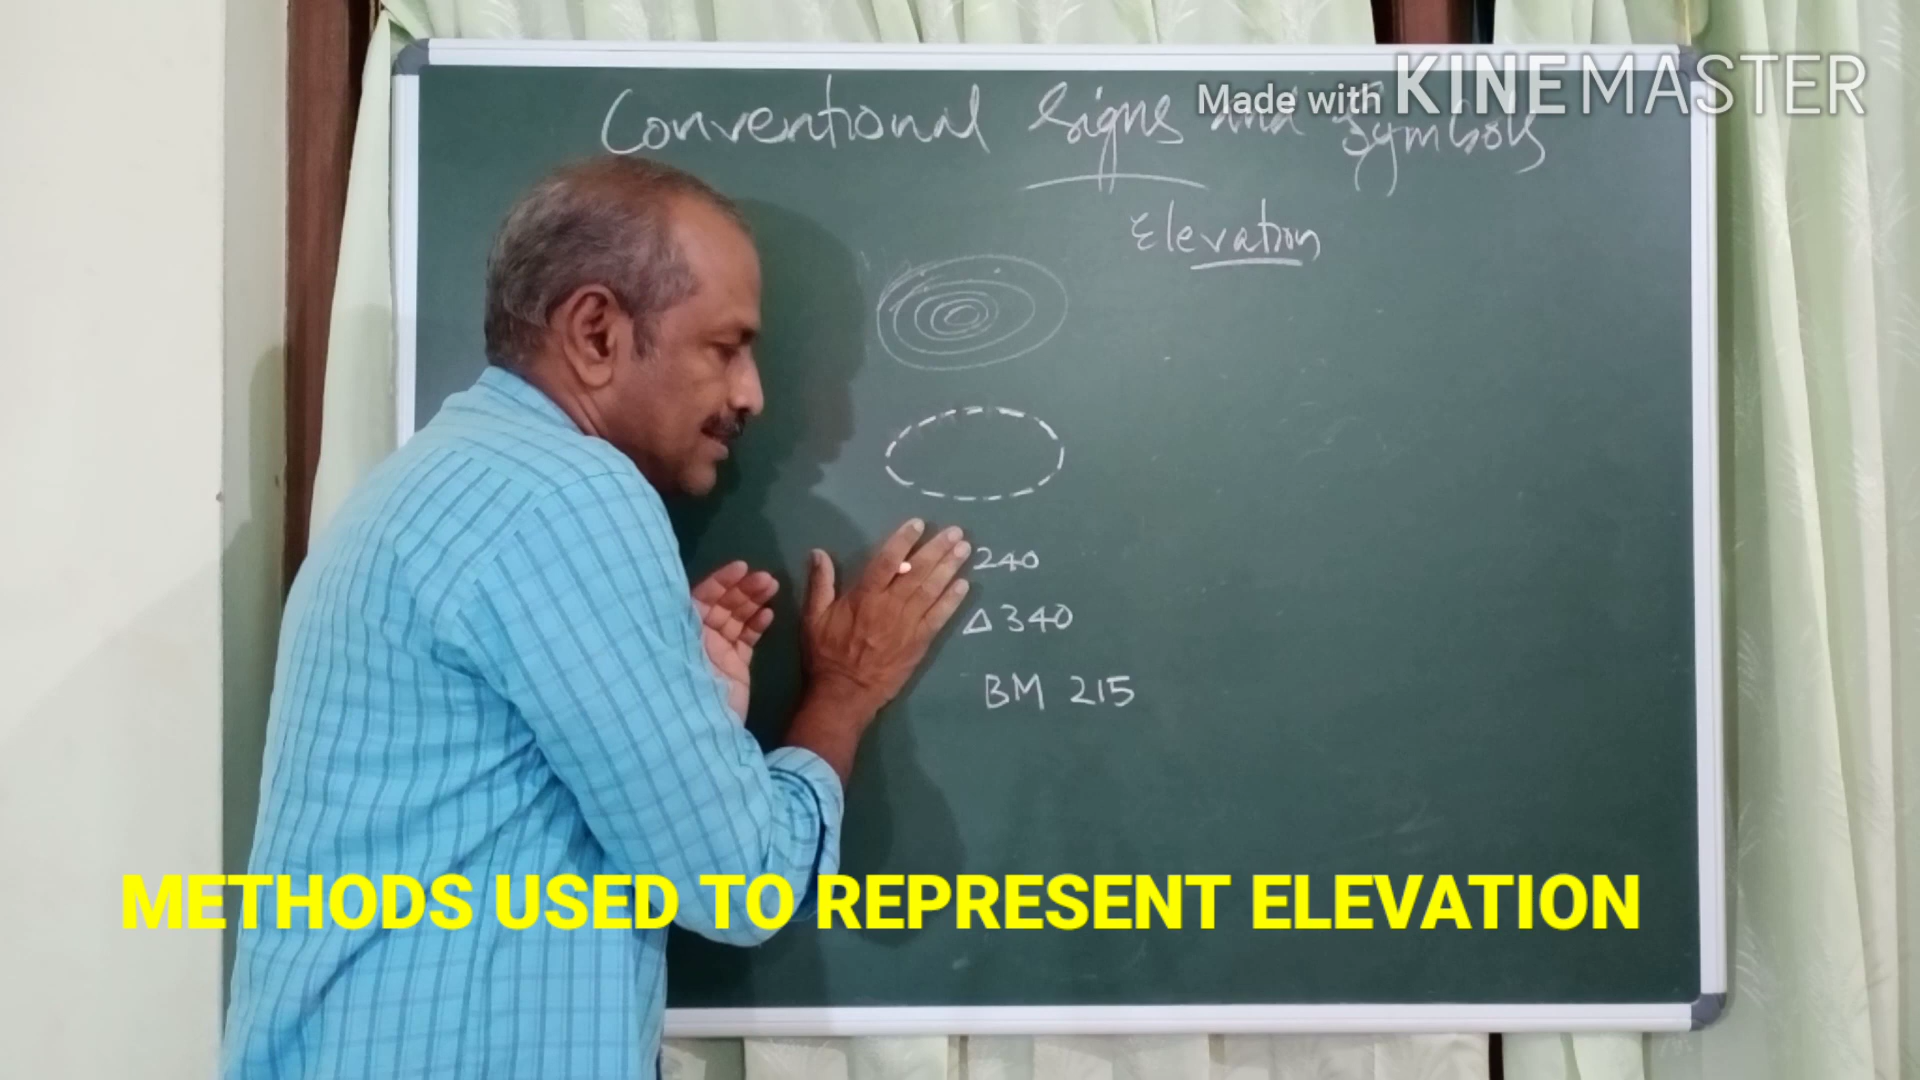 Made with KINEMASTER
Conventional Signs and Symbols
Elevation
240
△340
BM 215
METHODS USED TO REPRESENT ELEVATION